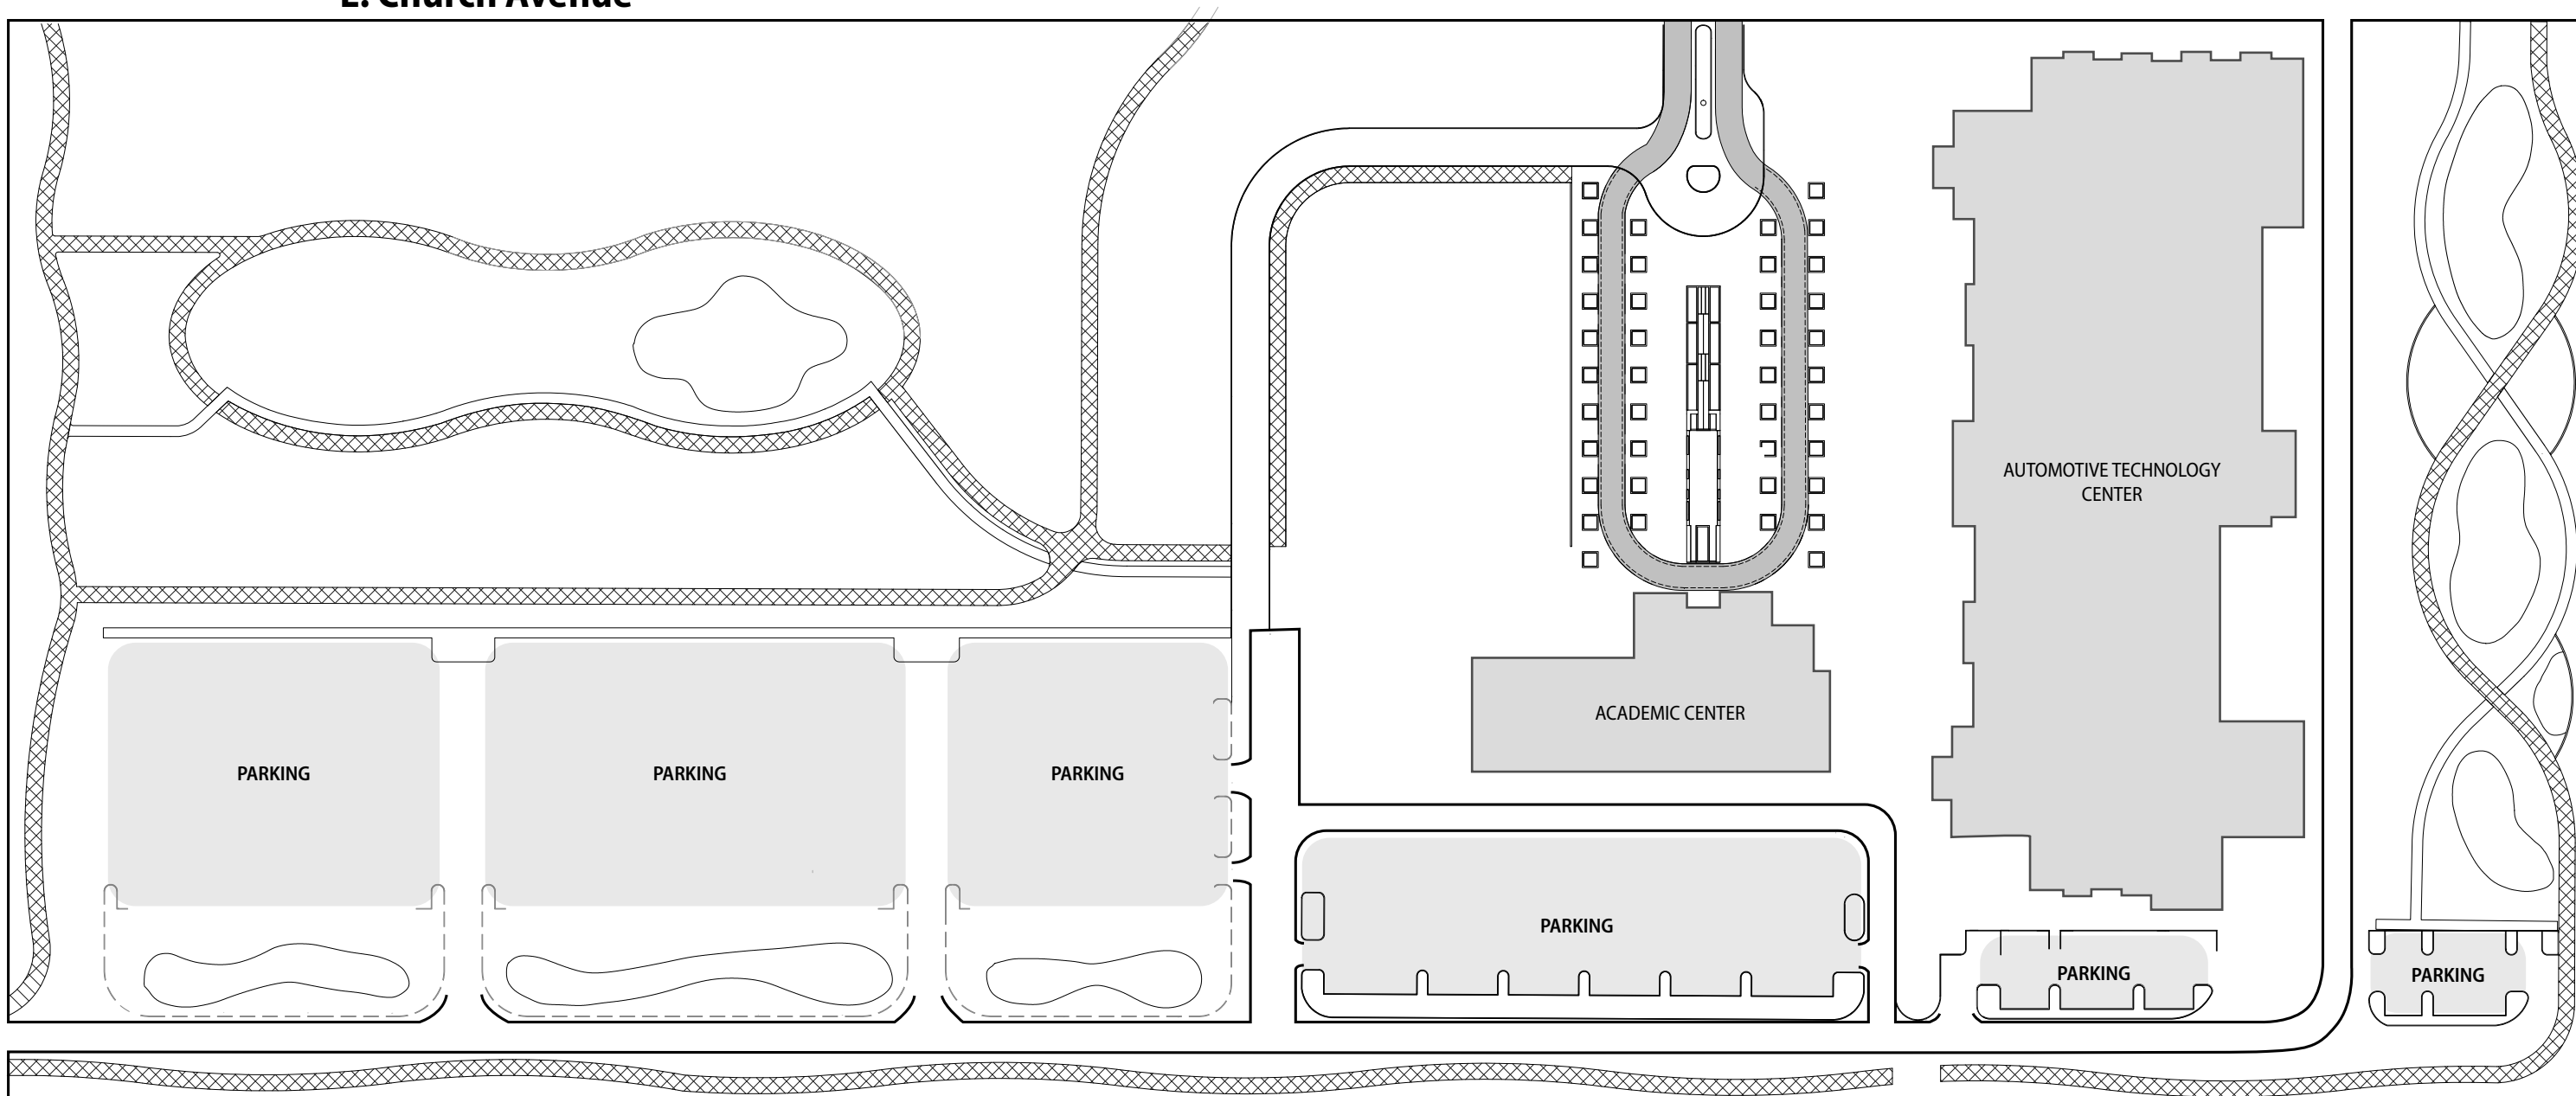 E. Church Avenue
AUTOMOTIVE TECHNOLOGY
CENTER
ACADEMIC CENTER
PARKING
PARKING
PARKING
PARKING
PARKING
PARKING